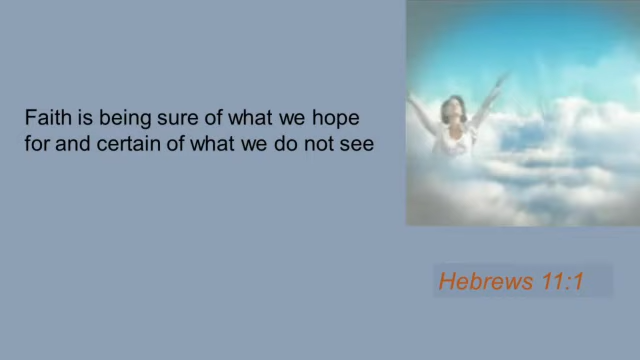 Faith is being sure of what we hope
for and certain of what we do not see
Hebrews 11:1